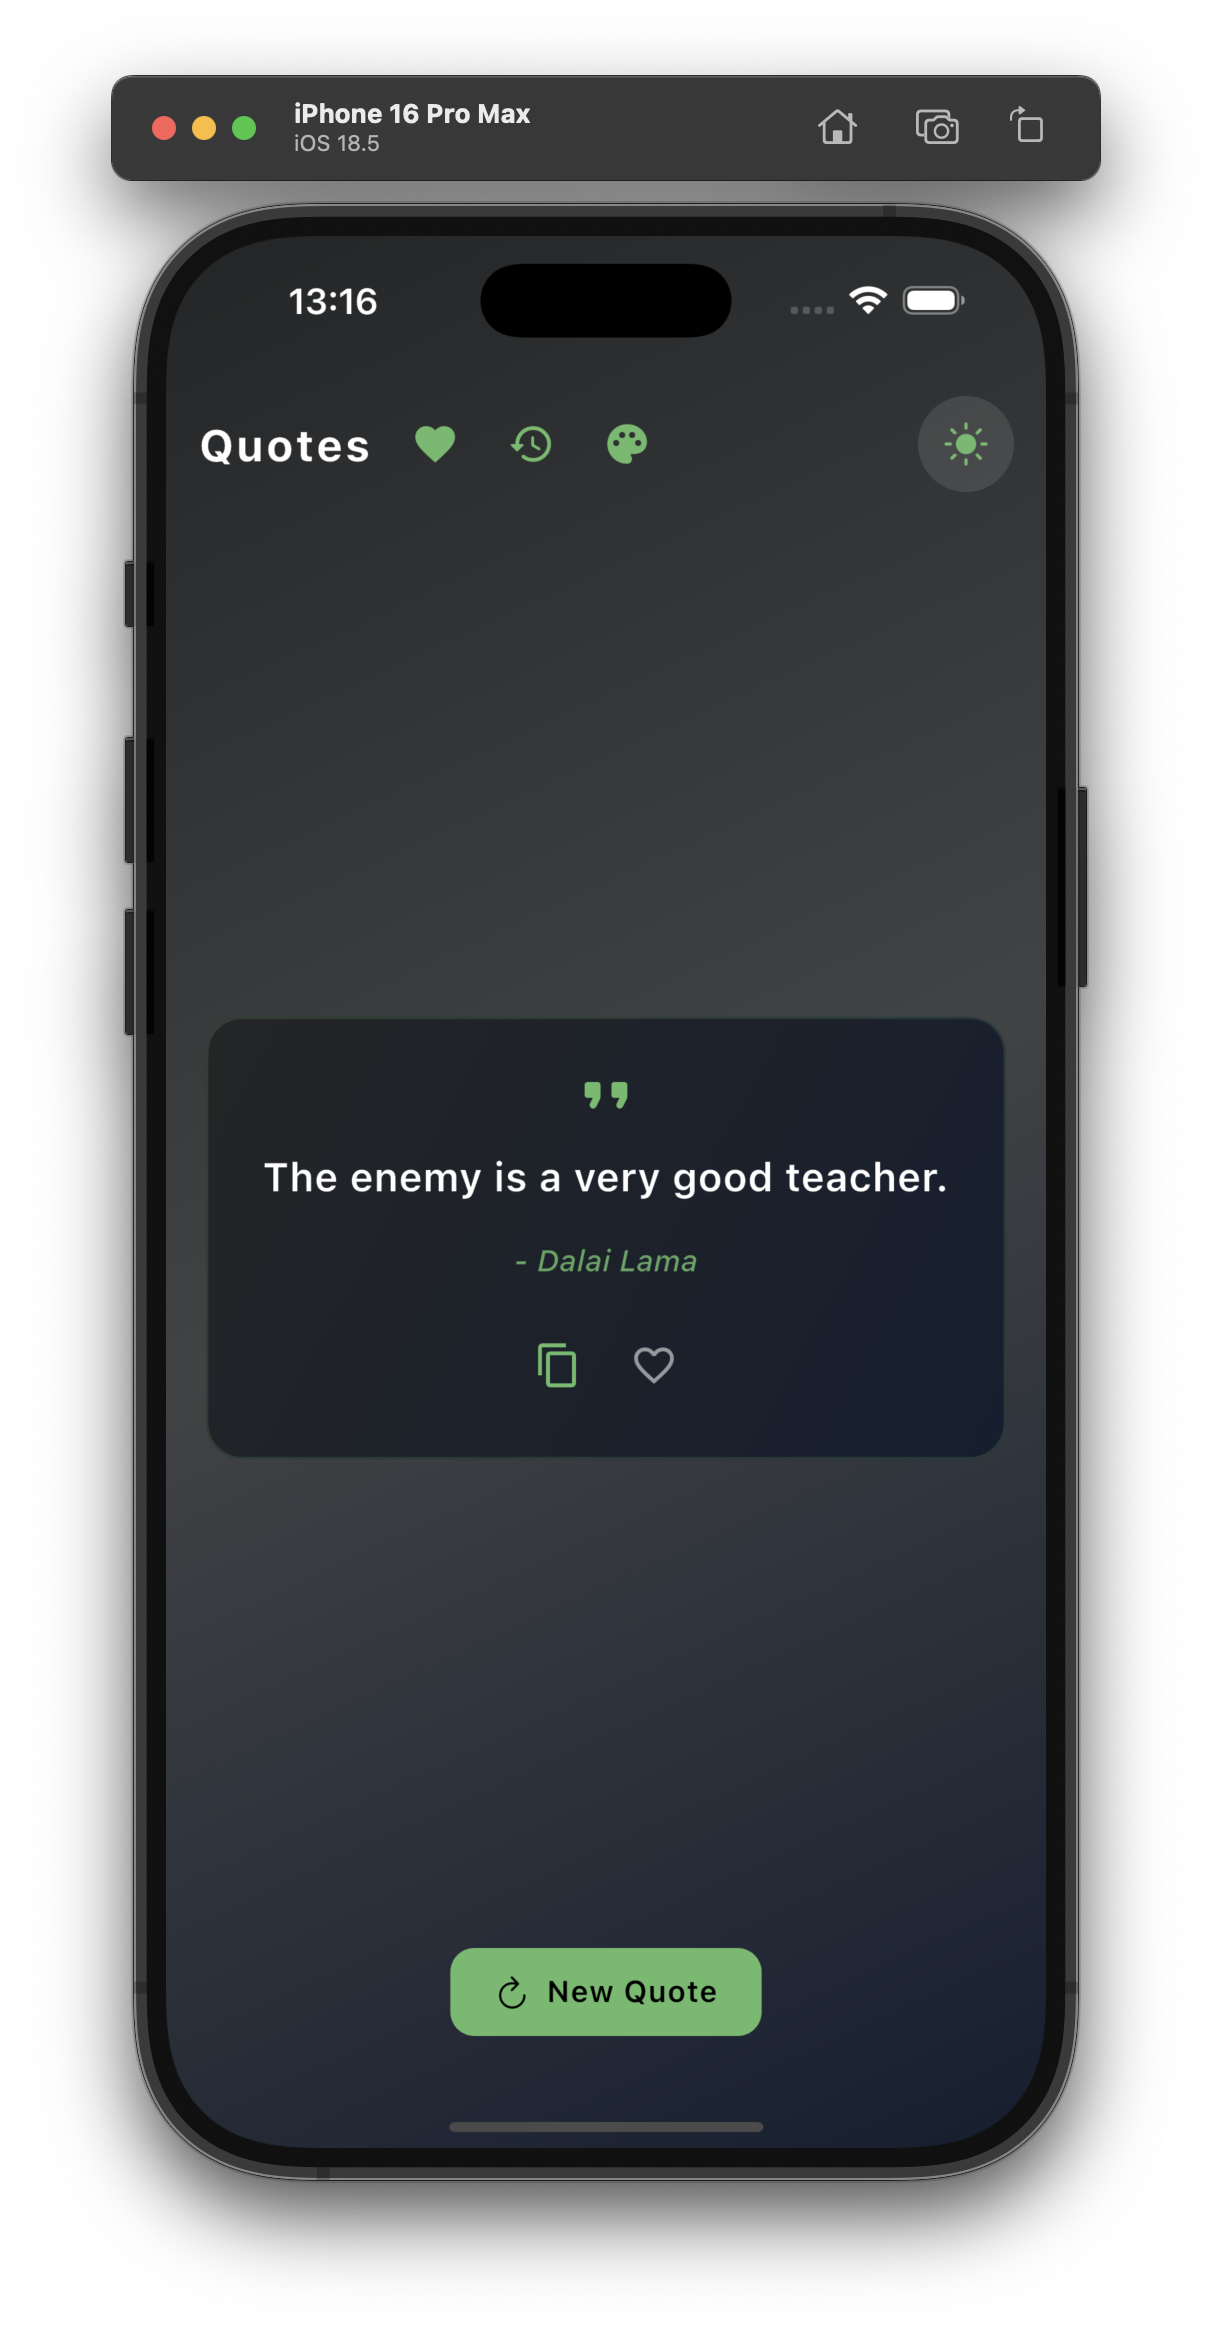 iPhone 16 Pro Max
iOS 18.5
13:16
Quotes
The enemy is a very good teacher.
- Dalai Lama
New Quote